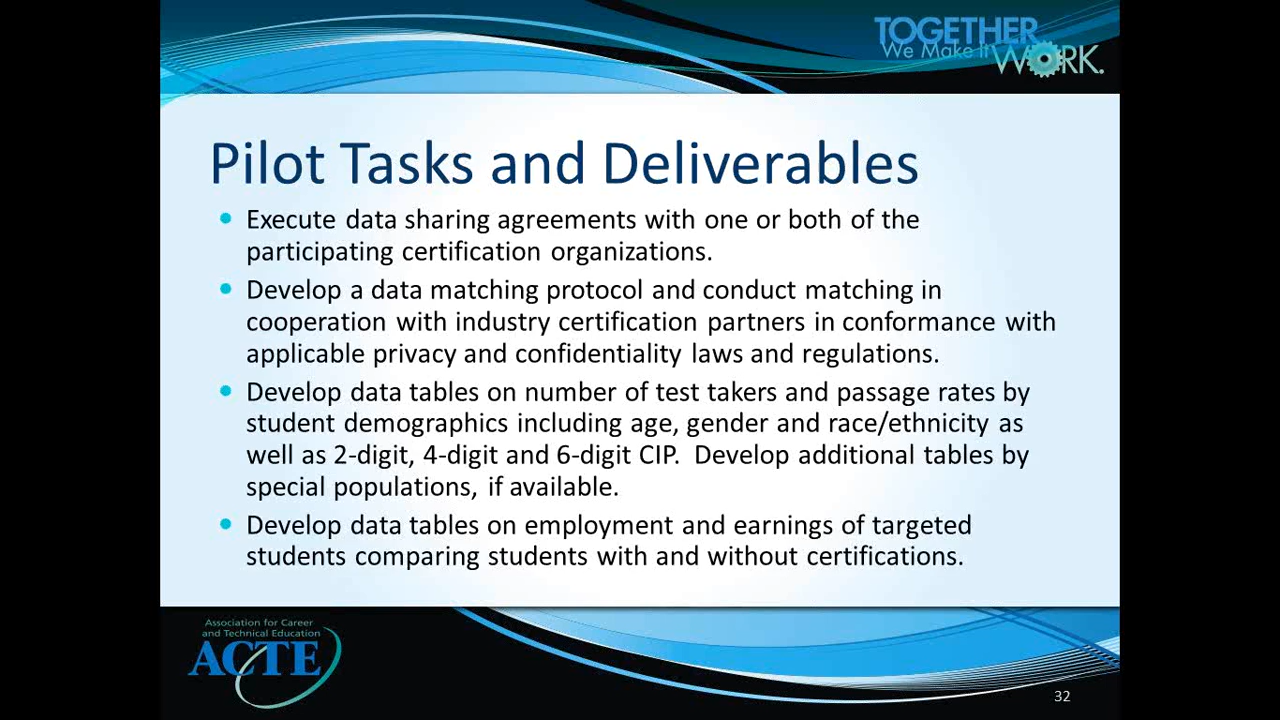 TOGETHER
We Make It
WORK.
Pilot Tasks and Deliverables
Execute data sharing agreements with one or both of the
participating certification organizations.
Develop a data matching protocol and conduct matching in
cooperation with industry certification partners in conformance with
applicable privacy and confidentiality laws and regulations.
Develop data tables on number of test takers and passage rates by
student demographics including age, gender and race/ethnicity as
well as 2-digit, 4-digit and 6-digit CIP.  Develop additional tables by
special populations, if available.
Develop data tables on employment and earnings of targeted
students comparing students with and without certifications.
Association for Career
and Technical Education
ACTE
32